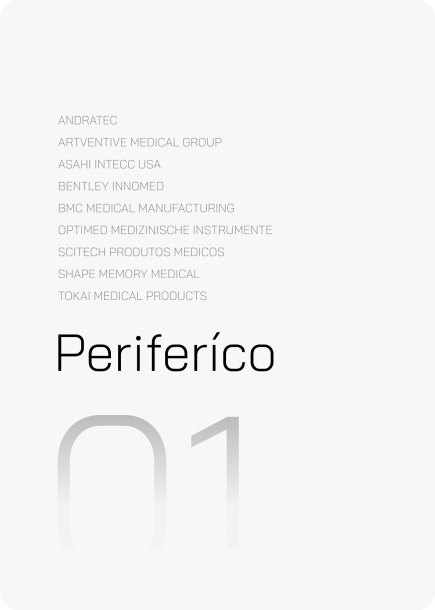 ANDRATEC
ARTVENTIVE MEDICAL GROUP
ASAHI INTECC USA
BENTLEY INNOMED
BMC MEDICAL MANUFACTURING
OPTIMED MEDIZINISCHE INSTRUMENTE
SCITECH PRODUTOS MEDICOS
SHAPE MEMORY MEDICAL
TOKAI MEDICAL PRODUCTS
Periferíco
01